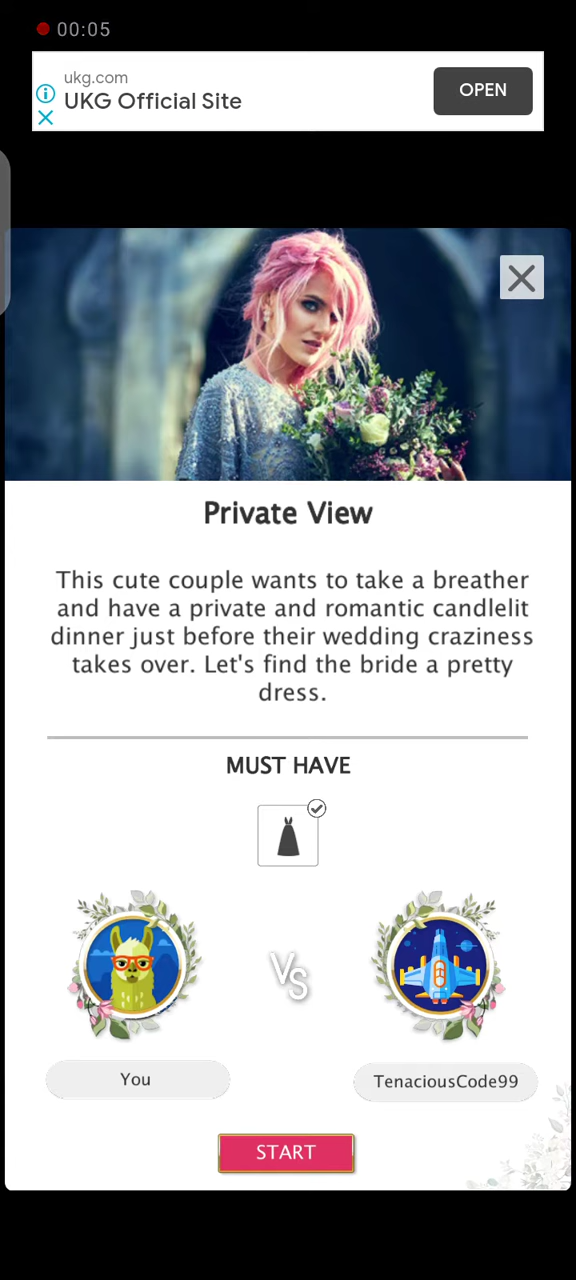 00:05
ukg.com
UKG Official Site
OPEN
Private View
This cute couple wants to take a breather
and have a private and romantic candlelit
dinner just before their wedding craziness
takes over. Let's find the bride a pretty
dress.
MUST HAVE
VS
You
TenaciousCode99
START